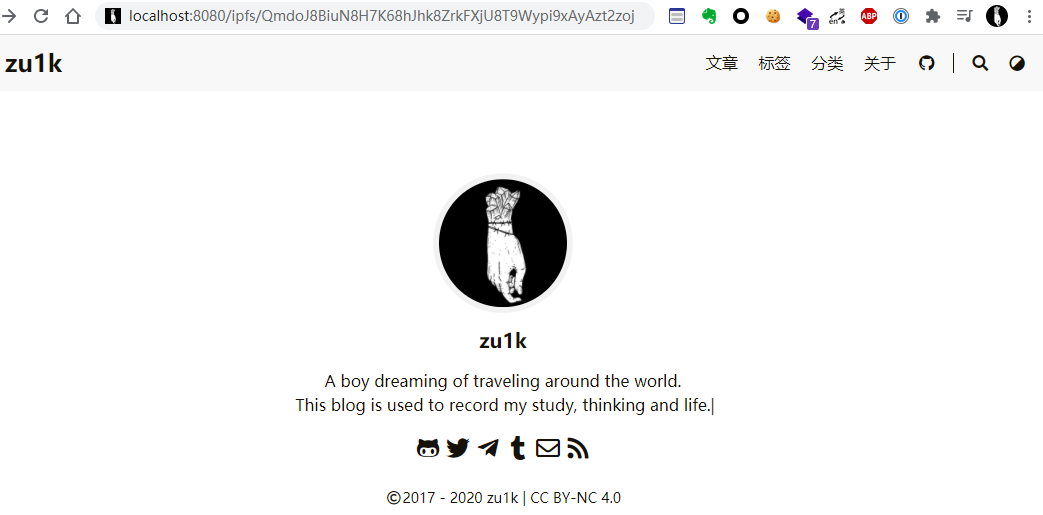 localhost:8080/ipfs/QmdoJ8BiuN8H7K68hJhk8ZrkFXjU8T9Wypi9xAyAzt2zoj
7
en
ABP
zu1k
文章 标签 分类 关于
zu1k
A boy dreaming of traveling around the world.
This blog is used to record my study, thinking and life.|
©2017 - 2020 zu1k | CC BY-NC 4.0